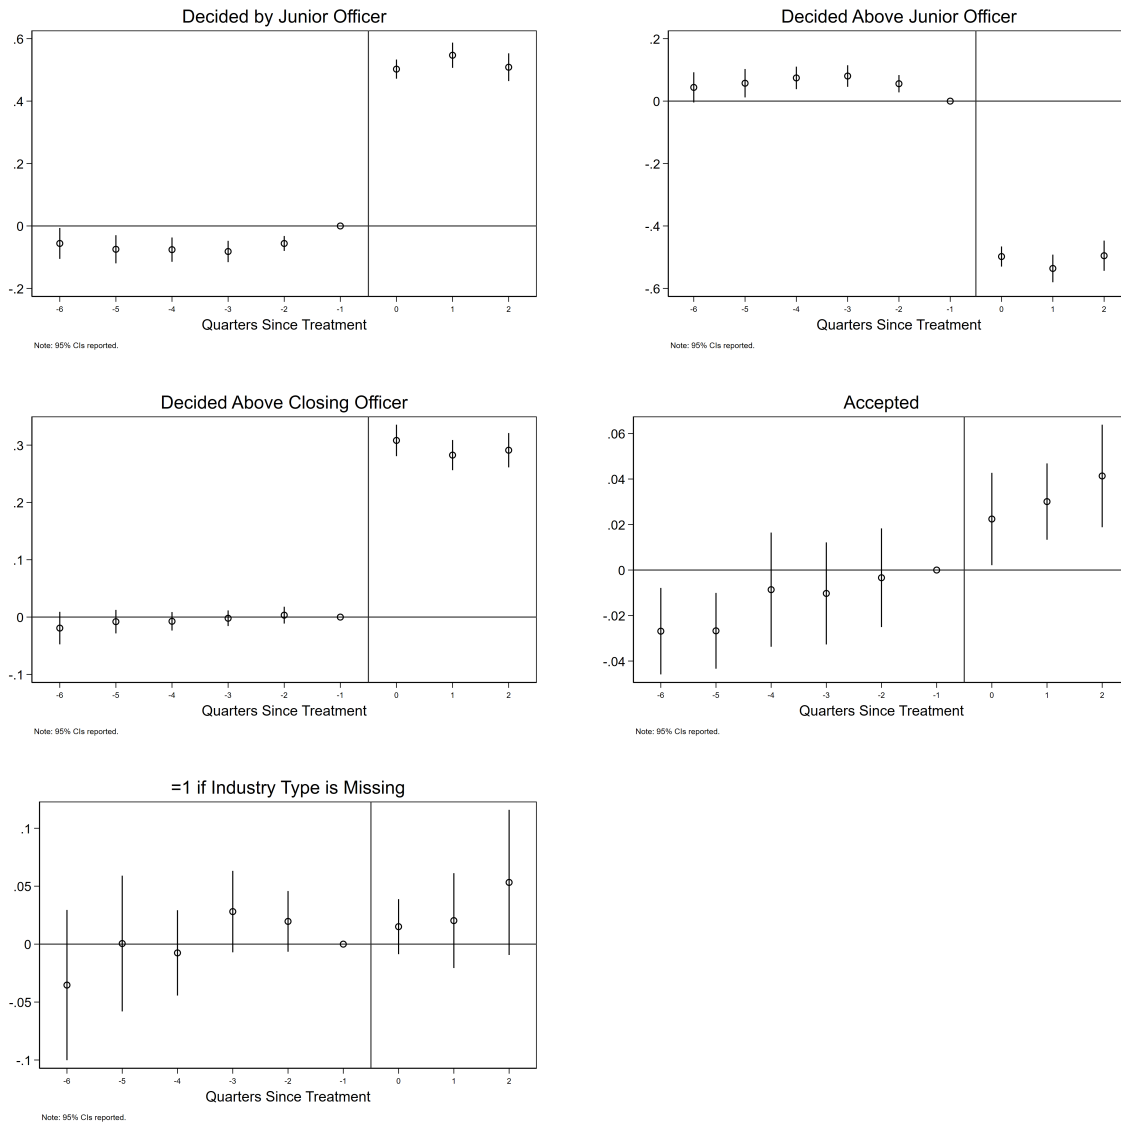 Decided by Junior Officer
.6
.4
.2
0
-.2
-6 -5 -4 -3 -2 -1 0 1 2
Quarters Since Treatment
Note: 95% CIs reported.
Decided Above Junior Officer
.2
0
-.2
-.4
-.6
-6 -5 -4 -3 -2 -1 0 1 2
Quarters Since Treatment
Note: 95% CIs reported.
Decided Above Closing Officer
.3
.2
.1
0
-.1
-6 -5 -4 -3 -2 -1 0 1 2
Quarters Since Treatment
Note: 95% CIs reported.
Accepted
.06
.04
.02
0
-.02
-.04
-6 -5 -4 -3 -2 -1 0 1 2
Quarters Since Treatment
Note: 95% CIs reported.
=1 if Industry Type is Missing
.1
.05
0
-.05
-.1
-6 -5 -4 -3 -2 -1 0 1 2
Quarters Since Treatment
Note: 95% CIs reported.